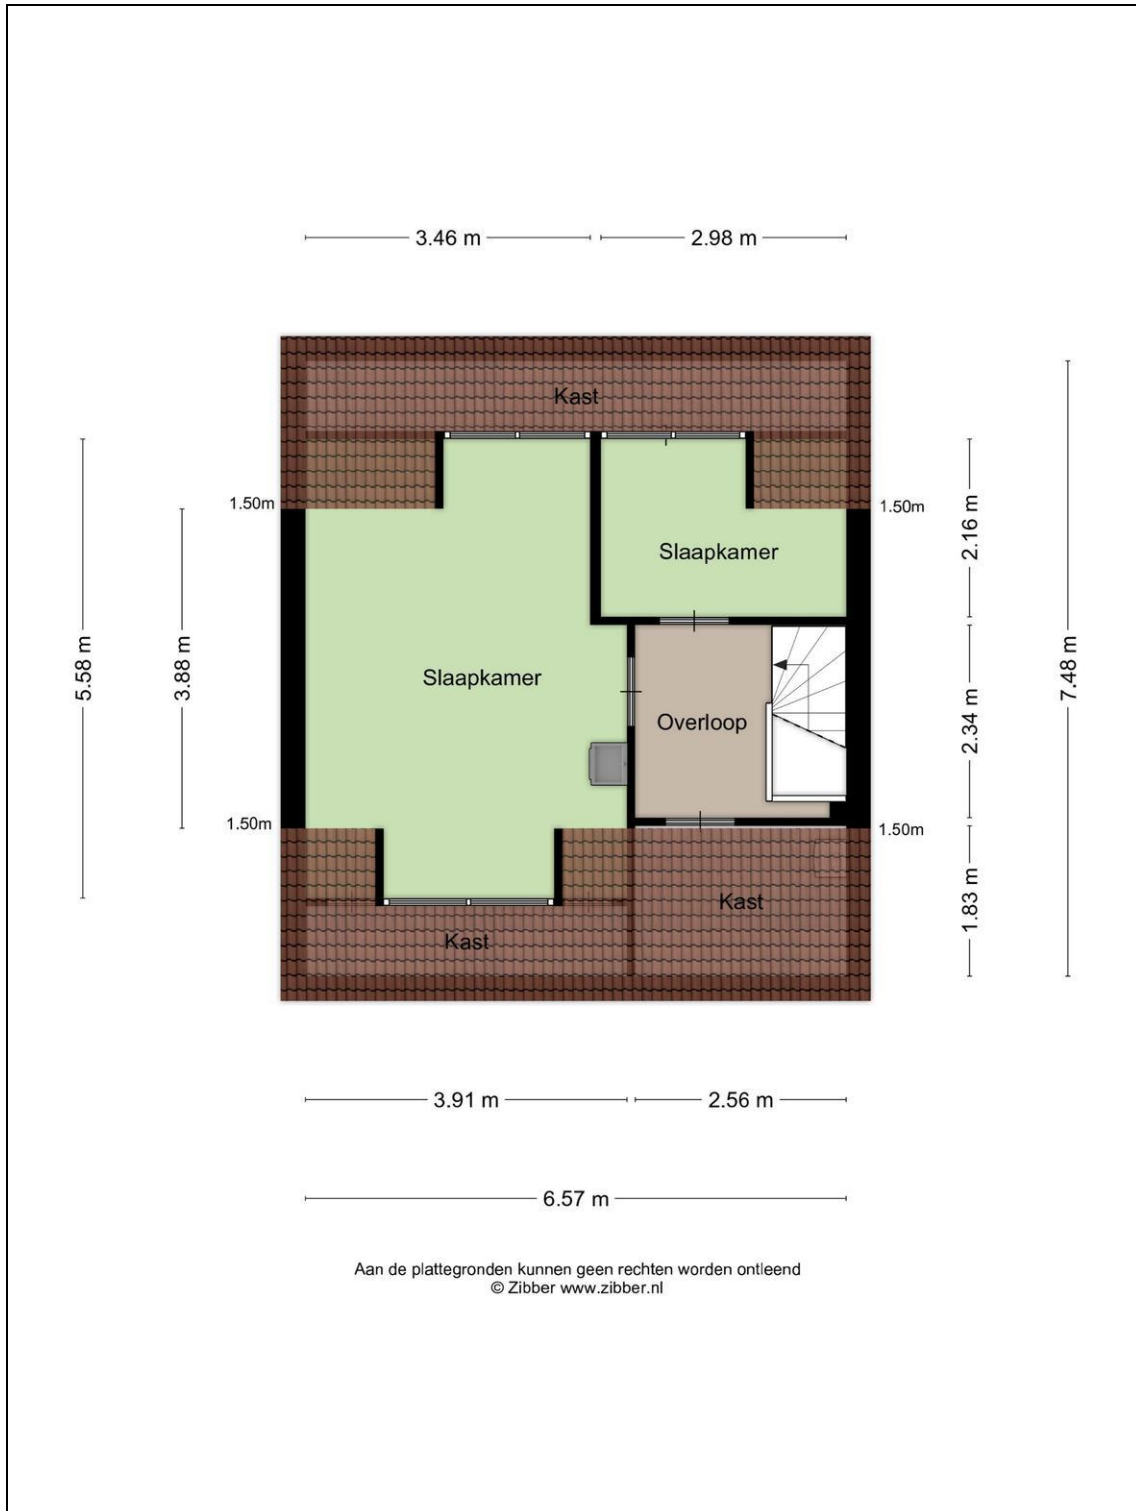 3.46 m
2.98 m
Kast
1.50m
1.50m
2.16 m
Slaapkamer
5.58 m
3.88 m
Slaapkamer
7.48 m
Overloop
2.34 m
1.50m
1.50m
Kast
1.83 m
Kast
3.91 m
2.56 m
6.57 m
Aan de plattegronden kunnen geen rechten worden ontleend
© Zibber www.zibber.nl